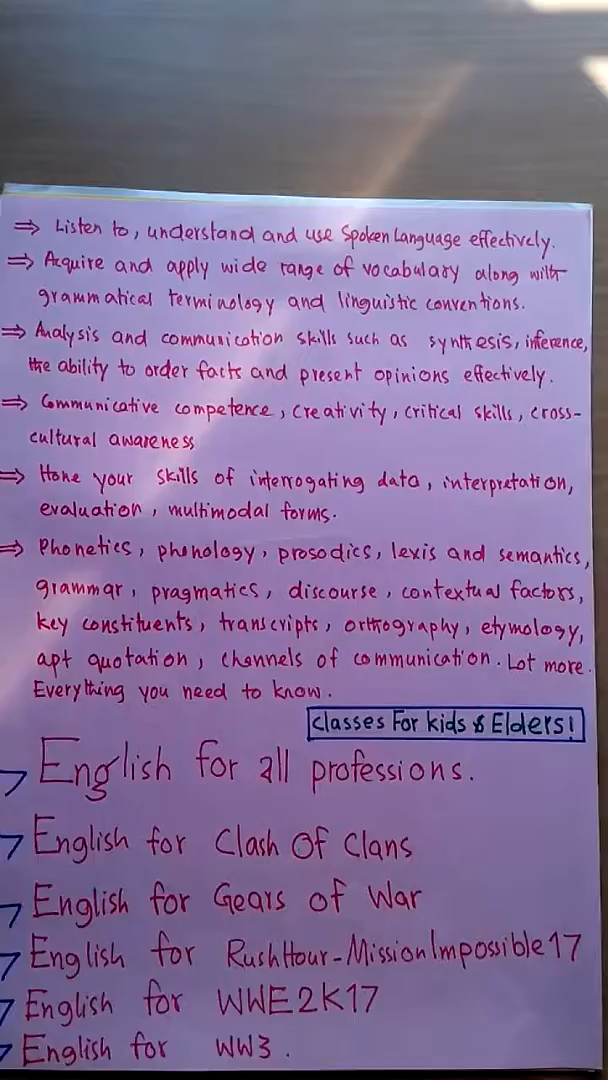 ⇒ Listen to, understand and use Spoken Language effectively.
⇒ Acquire and apply wide range of vocabulary along with
grammatical terminology and linguistic conventions.
⇒ Analysis and communication skills such as synthesis, inference,
the ability to order facts and present opinions effectively.
⇒ Communicative competence, creativity, critical skills, cross-
cultural awareness
⇒ Hone your skills of interrogating data, interpretation,
evaluation, multimodal forms.
⇒ Phonetics, phonology, prosodics, lexis and semantics,
grammar, pragmatics, discourse, contextual factors,
key constituents, transcripts, orthography, etymology,
apt quotation, channels of communication. Lot more.
Everything you need to know.
Classes For kids & Elders!
English for all professions.
English for Clash Of Clans
English for Gears of War
English for RushHour-MissionImpossible17
English for WWE2K17
English for WW3.